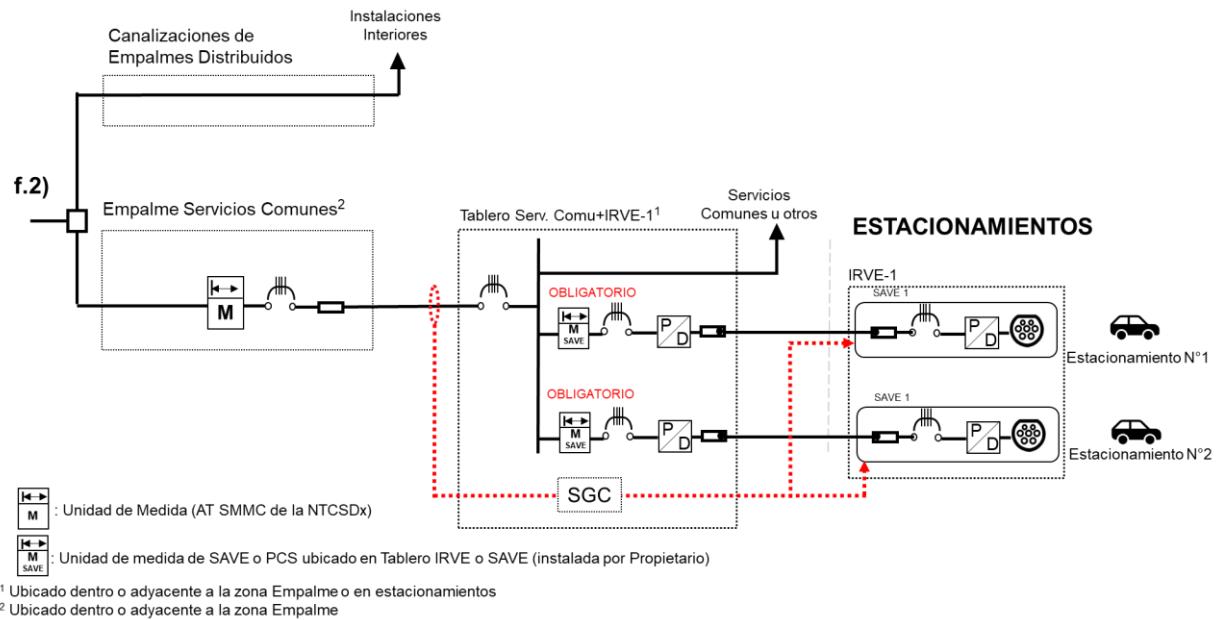 Instalaciones
Interiores
Canalizaciones de
Empalmes Distribuidos
f.2)
Empalme Servicios Comunes²
M
Tablero Serv. Comu+IRVE-1¹
Servicios
Comunes u otros
ESTACIONAMIENTOS
IRVE-1
OBLIGATORIO
M
SAVE
P
D
SAVE 1
P
D
Estacionamiento N°1
OBLIGATORIO
M
SAVE
P
D
SAVE 1
P
D
Estacionamiento N°2
SGC
M
: Unidad de Medida (AT SMMC de la NTCSDx)
M
SAVE
: Unidad de medida de SAVE o PCS ubicado en Tablero IRVE o SAVE (instalada por Propietario)
¹ Ubicado dentro o adyacente a la zona Empalme o en estacionamientos
² Ubicado dentro o adyacente a la zona Empalme